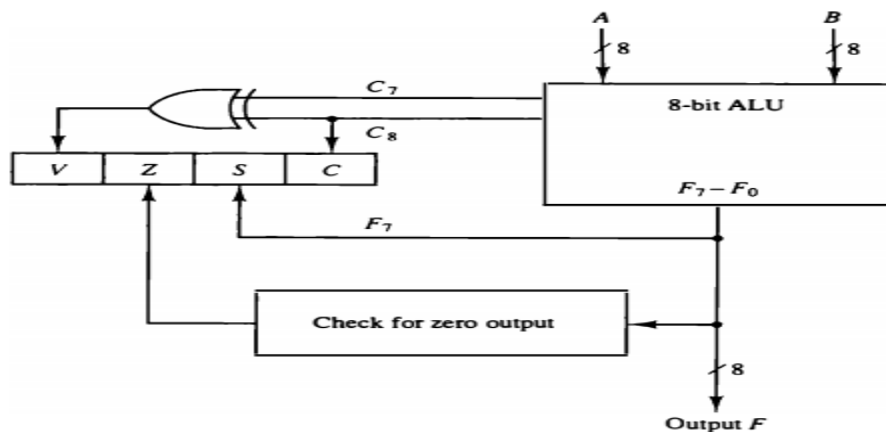 A
B
8
8
C7
8-bit ALU
C8
V Z S C
F7 – F0
F7
Check for zero output
8
Output F